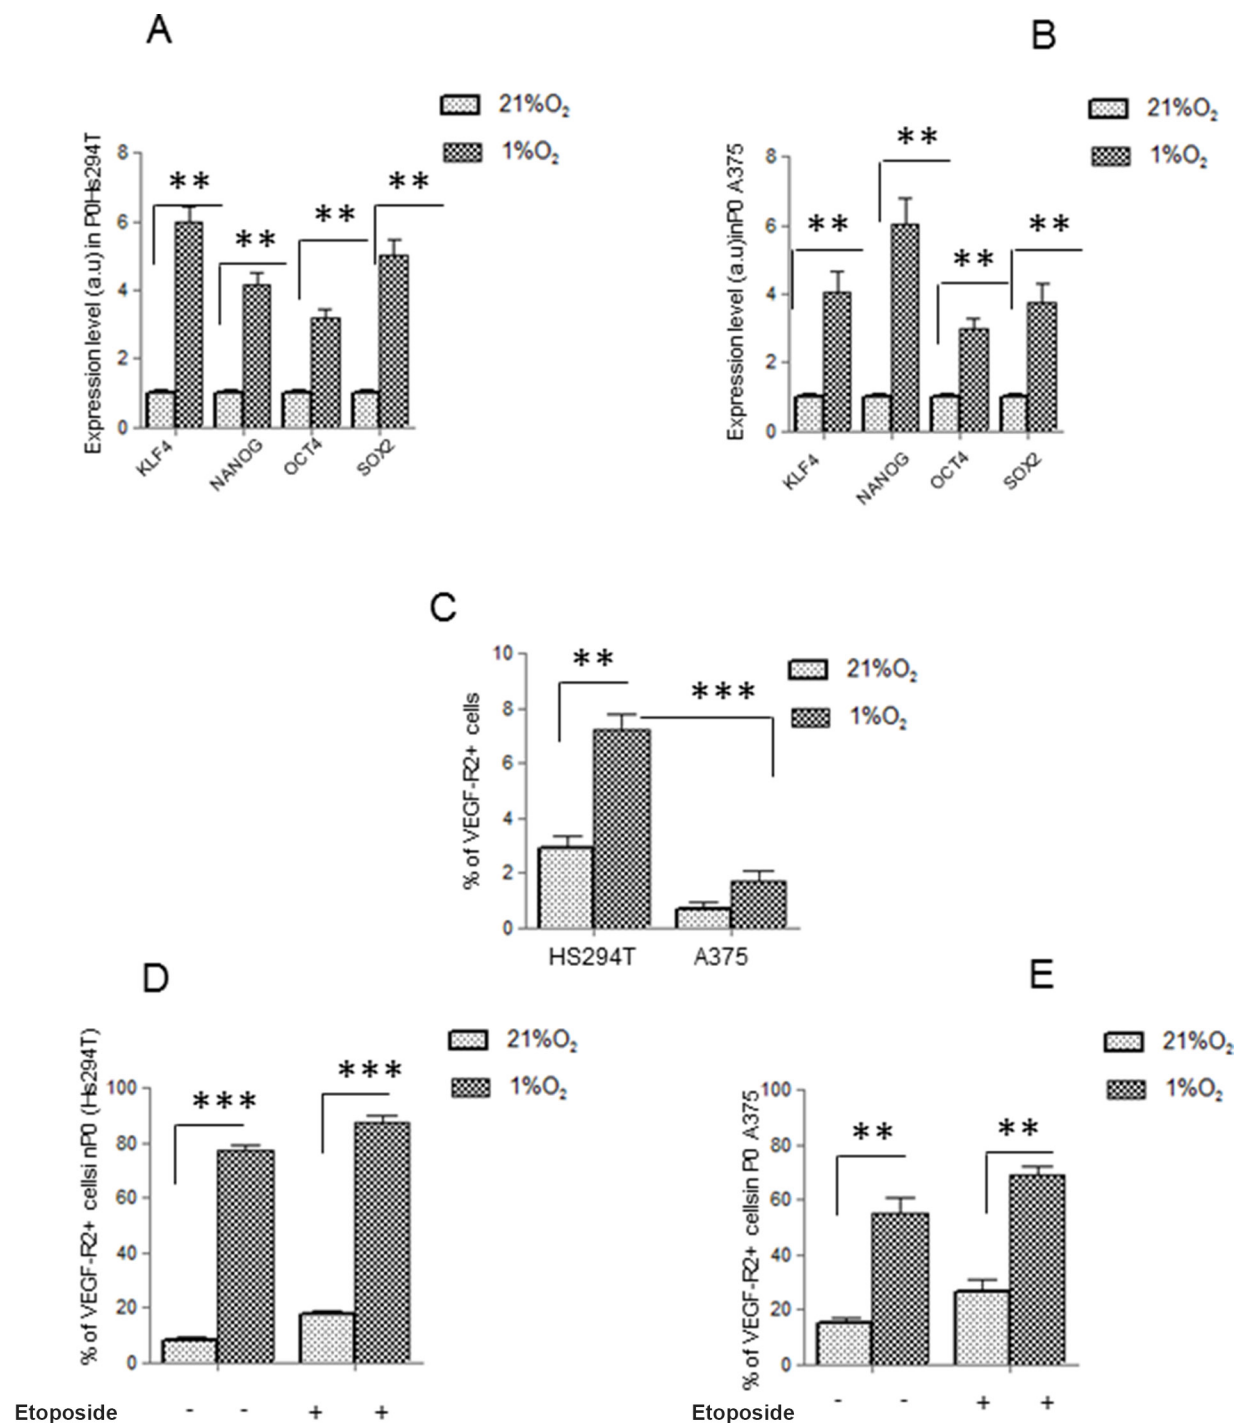 A
21%O₂
1%O₂
Expression level (a.u) in P0Hs294T
8
6
4
2
0
** ** ** **
KLF4 NANOG OCT4 SOX2
B
21%O₂
1%O₂
Expression level (a.u)inP0 A375
8
6
4
2
0
** ** ** **
KLF4 NANOG OCT4 SOX2
C
21%O₂
1%O₂
% of VEGF-R2+ cells
10
8
6
4
2
0
** ***
HS294T A375
D
21%O₂
1%O₂
% of VEGF-R2+ cellsi nP0 (Hs294T)
100
80
60
40
20
0
*** ***
Etoposide - - + +
E
21%O₂
1%O₂
% of VEGF-R2+ cellsin P0 A375
100
80
60
40
20
0
** **
Etoposide - - + +